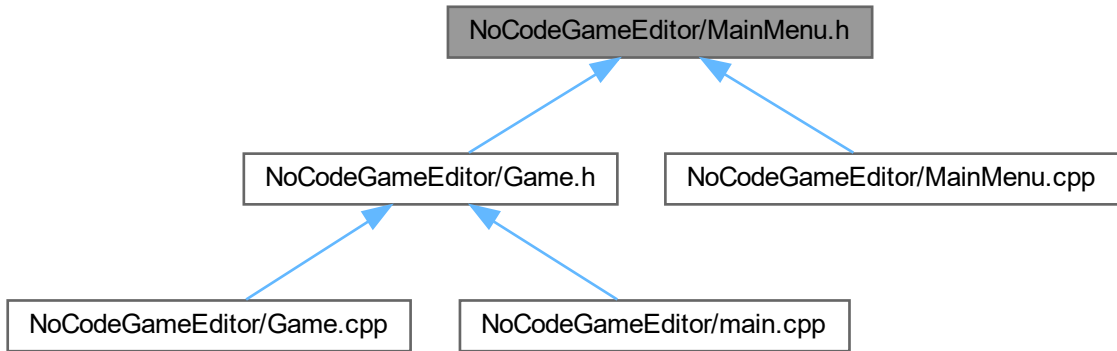 NoCodeGameEditor/MainMenu.h
NoCodeGameEditor/Game.h
NoCodeGameEditor/MainMenu.cpp
NoCodeGameEditor/Game.cpp
NoCodeGameEditor/main.cpp